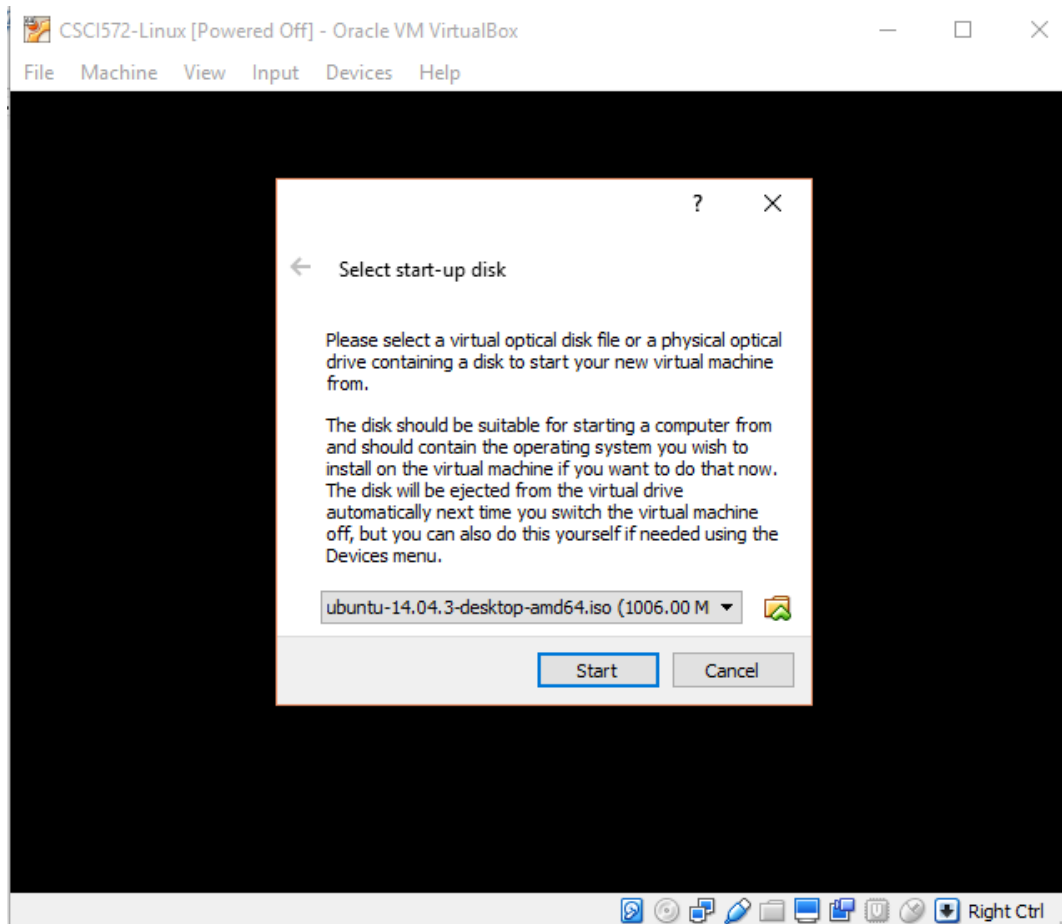 CSCI572-Linux [Powered Off] - Oracle VM VirtualBox
File Machine View Input Devices Help
?
Select start-up disk
Please select a virtual optical disk file or a physical optical
drive containing a disk to start your new virtual machine
from.
The disk should be suitable for starting a computer from
and should contain the operating system you wish to
install on the virtual machine if you want to do that now.
The disk will be ejected from the virtual drive
automatically next time you switch the virtual machine
off, but you can also do this yourself if needed using the
Devices menu.
ubuntu-14.04.3-desktop-amd64.iso (1006.00 M
Start Cancel
Right Ctrl